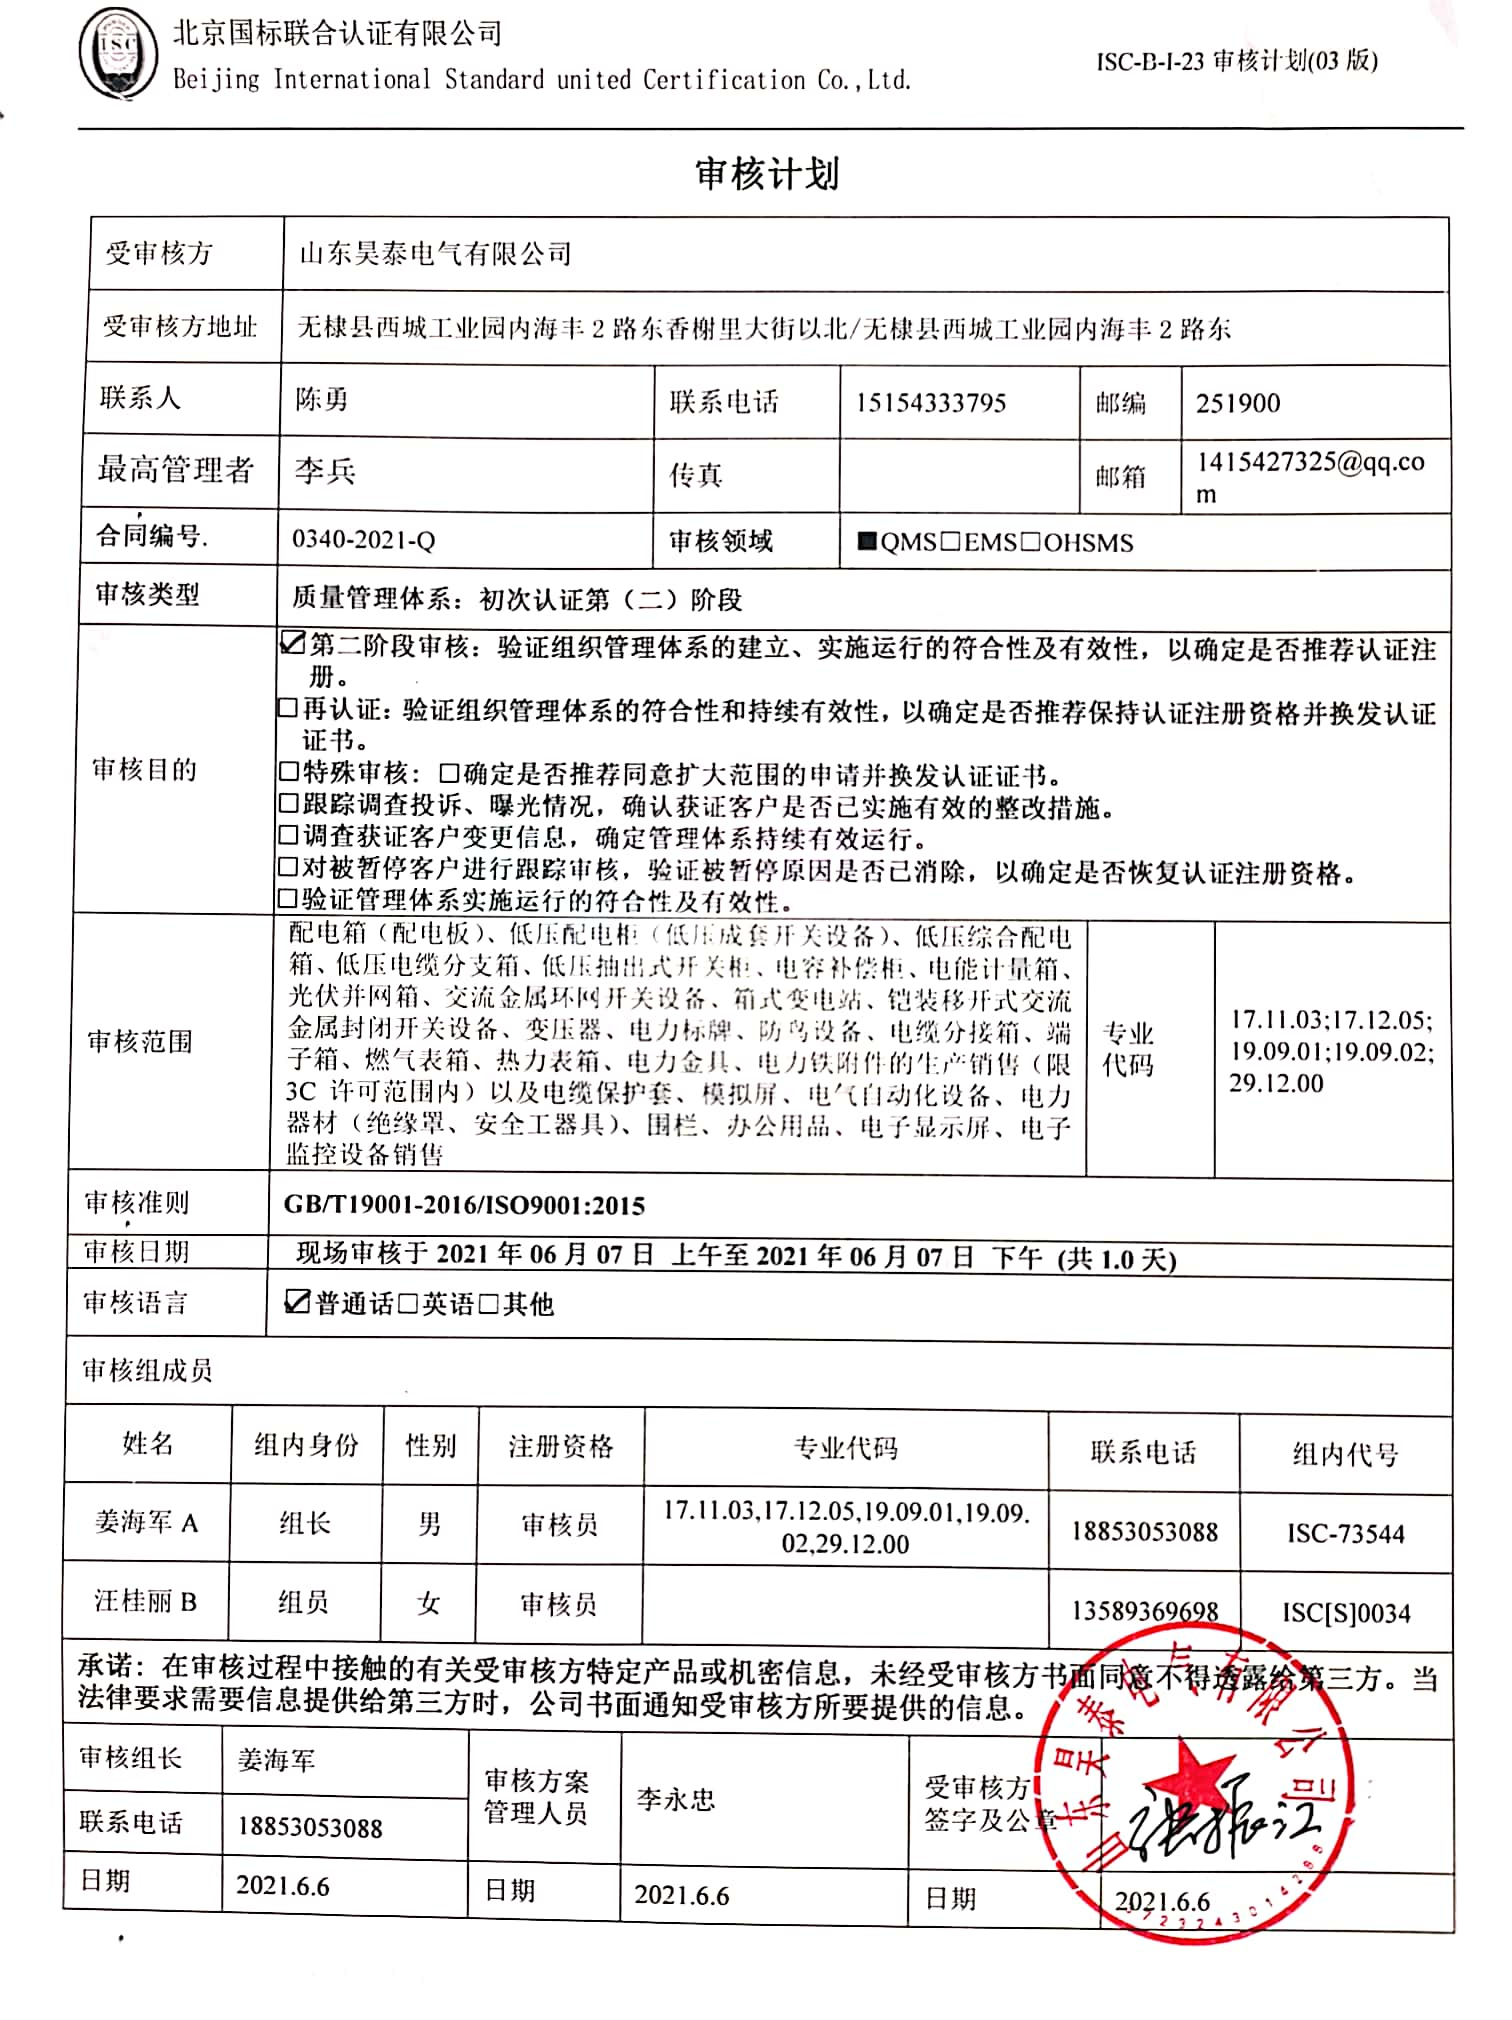 ISC
北京国标联合认证有限公司
Beijing International Standard united Certification Co.,Ltd.
ISC-B-I-23 审核计划(03 版)
审核计划
受审核方 山东昊泰电气有限公司
受审核方地址 无棣县西城工业园内海丰 2 路东香榭里大街以北/无棣县西城工业园内海丰 2 路东
联系人 陈勇 联系电话 15154333795 邮编 251900
最高管理者 李兵 传真 邮箱 1415427325@qq.co
m
合同编号. 0340-2021-Q 审核领域 ■QMS□EMS□OHSMS
审核类型 质量管理体系：初次认证第（二）阶段
审核目的
☑第二阶段审核：验证组织管理体系的建立、实施运行的符合性及有效性，以确定是否推荐认证注
册。
□再认证：验证组织管理体系的符合性和持续有效性，以确定是否推荐保持认证注册资格并换发认证
证书。
□特殊审核：□确定是否推荐同意扩大范围的申请并换发认证证书。
□跟踪调查投诉、曝光情况，确认获证客户是否已实施有效的整改措施。
□调查获证客户变更信息，确定管理体系持续有效运行。
□对被暂停客户进行跟踪审核，验证被暂停原因是否已消除，以确定是否恢复认证注册资格。
□验证管理体系实施运行的符合性及有效性。
审核范围
配电箱（配电板）、低压配电柜（低压成套开关设备）、低压综合配电
箱、低压电缆分支箱、低压抽出式开关柜、电容补偿柜、电能计量箱、
光伏并网箱、交流金属环网开关设备、箱式变电站、铠装移开式交流
金属封闭开关设备、变压器、电力标牌、防鸟设备、电缆分接箱、端
子箱、燃气表箱、热力表箱、电力金具、电力铁附件的生产销售（限
3C 许可范围内）以及电缆保护套、模拟屏、电气自动化设备、电力
器材（绝缘罩、安全工器具）、围栏、办公用品、电子显示屏、电子
监控设备销售
专业
代码
17.11.03;17.12.05;
19.09.01;19.09.02;
29.12.00
审核准则 GB/T19001-2016/ISO9001:2015
审核日期 现场审核于 2021 年 06 月 07 日 上午至 2021 年 06 月 07 日 下午 (共 1.0 天)
审核语言 ☑普通话□英语□其他
审核组成员
姓名 组内身份 性别 注册资格 专业代码 联系电话 组内代号
姜海军 A 组长 男 审核员 17.11.03,17.12.05,19.09.01,19.09.
02,29.12.00 18853053088 ISC-73544
汪桂丽 B 组员 女 审核员 13589369698 ISC[S]0034
承诺：在审核过程中接触的有关受审核方特定产品或机密信息，未经受审核方书面同意不得透露给第三方。当
法律要求需要信息提供给第三方时，公司书面通知受审核方所要提供的信息。
审核组长 姜海军
联系电话 18853053088
审核方案
管理人员
李永忠
受审核方
签字及公章
山东昊泰电气有限公司
张振江
日期 2021.6.6 日期 2021.6.6 日期 2021.6.6